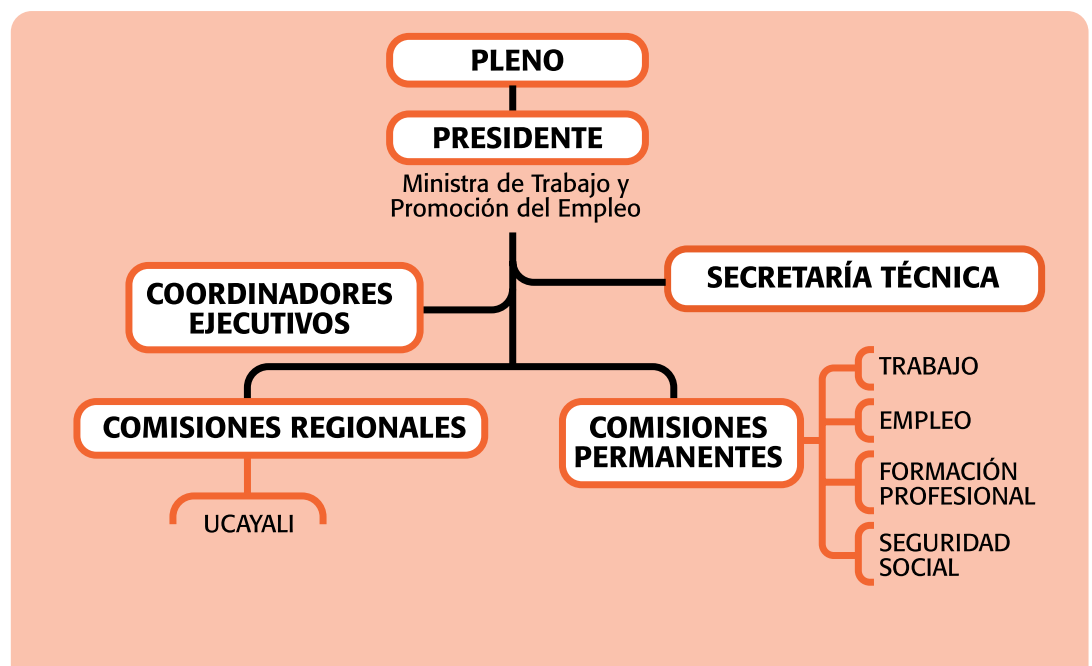 PLENO
PRESIDENTE
Ministra de Trabajo y
Promoción del Empleo
SECRETARÍA TÉCNICA
COORDINADORES
EJECUTIVOS
COMISIONES REGIONALES
UCAYALI
COMISIONES
PERMANENTES
TRABAJO
EMPLEO
FORMACIÓN
PROFESIONAL
SEGURIDAD
SOCIAL